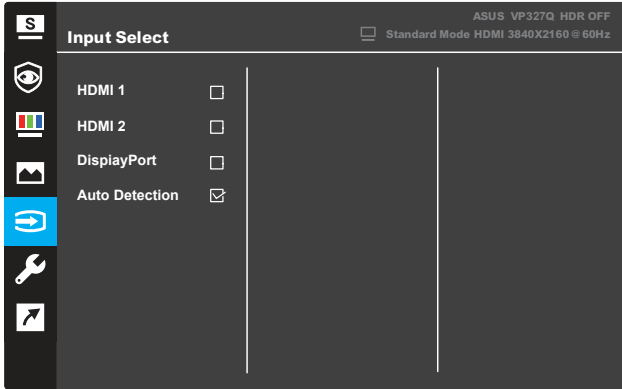 S
ASUS VP327Q HDR OFF
Input Select
Standard Mode HDMI 3840X2160 @ 60Hz
HDMI 1
HDMI 2
DispiayPort
Auto Detection